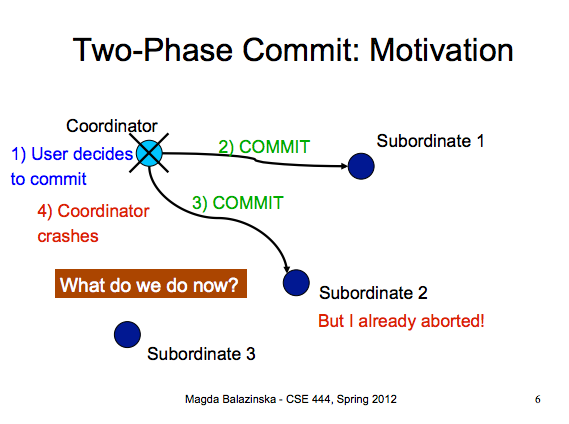 Two-Phase Commit: Motivation
Coordinator
1) User decides
to commit
2) COMMIT
Subordinate 1
4) Coordinator
crashes
3) COMMIT
What do we do now?
Subordinate 2
But I already aborted!
Subordinate 3
Magda Balazinska - CSE 444, Spring 2012
6